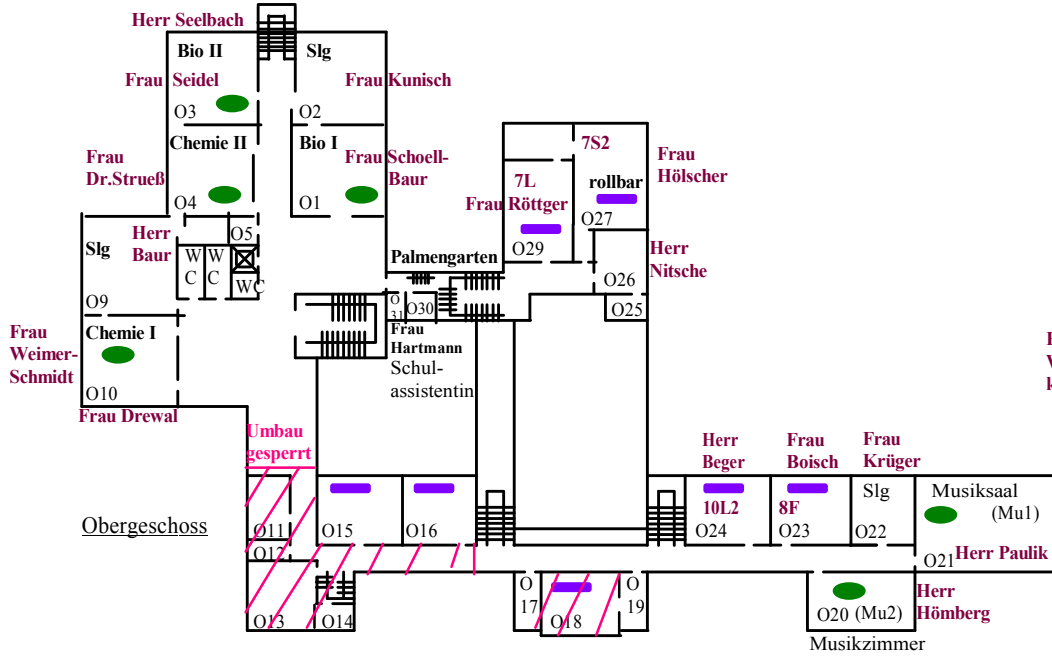 Herr Seelbach
Bio II
Slg
Frau Seidel
Frau Kunisch
O3
O2
Chemie II
Bio I
7S2
Frau
Dr.Strueß
Frau Schoell-
Baur
Frau
Hölscher
7L
rollbar
Frau Röttger
O4
O1
O27
Herr
Baur
O5
Slg
W
C
W
C
WC
Palmengarten
O29
Herr
Nitsche
O26
O9
O
31
O30
O25
Chemie I
Frau
Hartmann
Schul-
assistentin
Frau
Weimer-
Schmidt
O10
Frau Drewal
Umbau
gesperrt
Herr
Beger
Frau
Boisch
Frau
Krüger
Slg
Musiksaal
(Mu1)
10L2
8F
Obergeschoss
O11
O15
O16
O24
O23
O22
O12
O21
Herr Paulik
O
17
O
19
Herr
Hömberg
O13
O14
O18
O20
(Mu2)
Musikzimmer